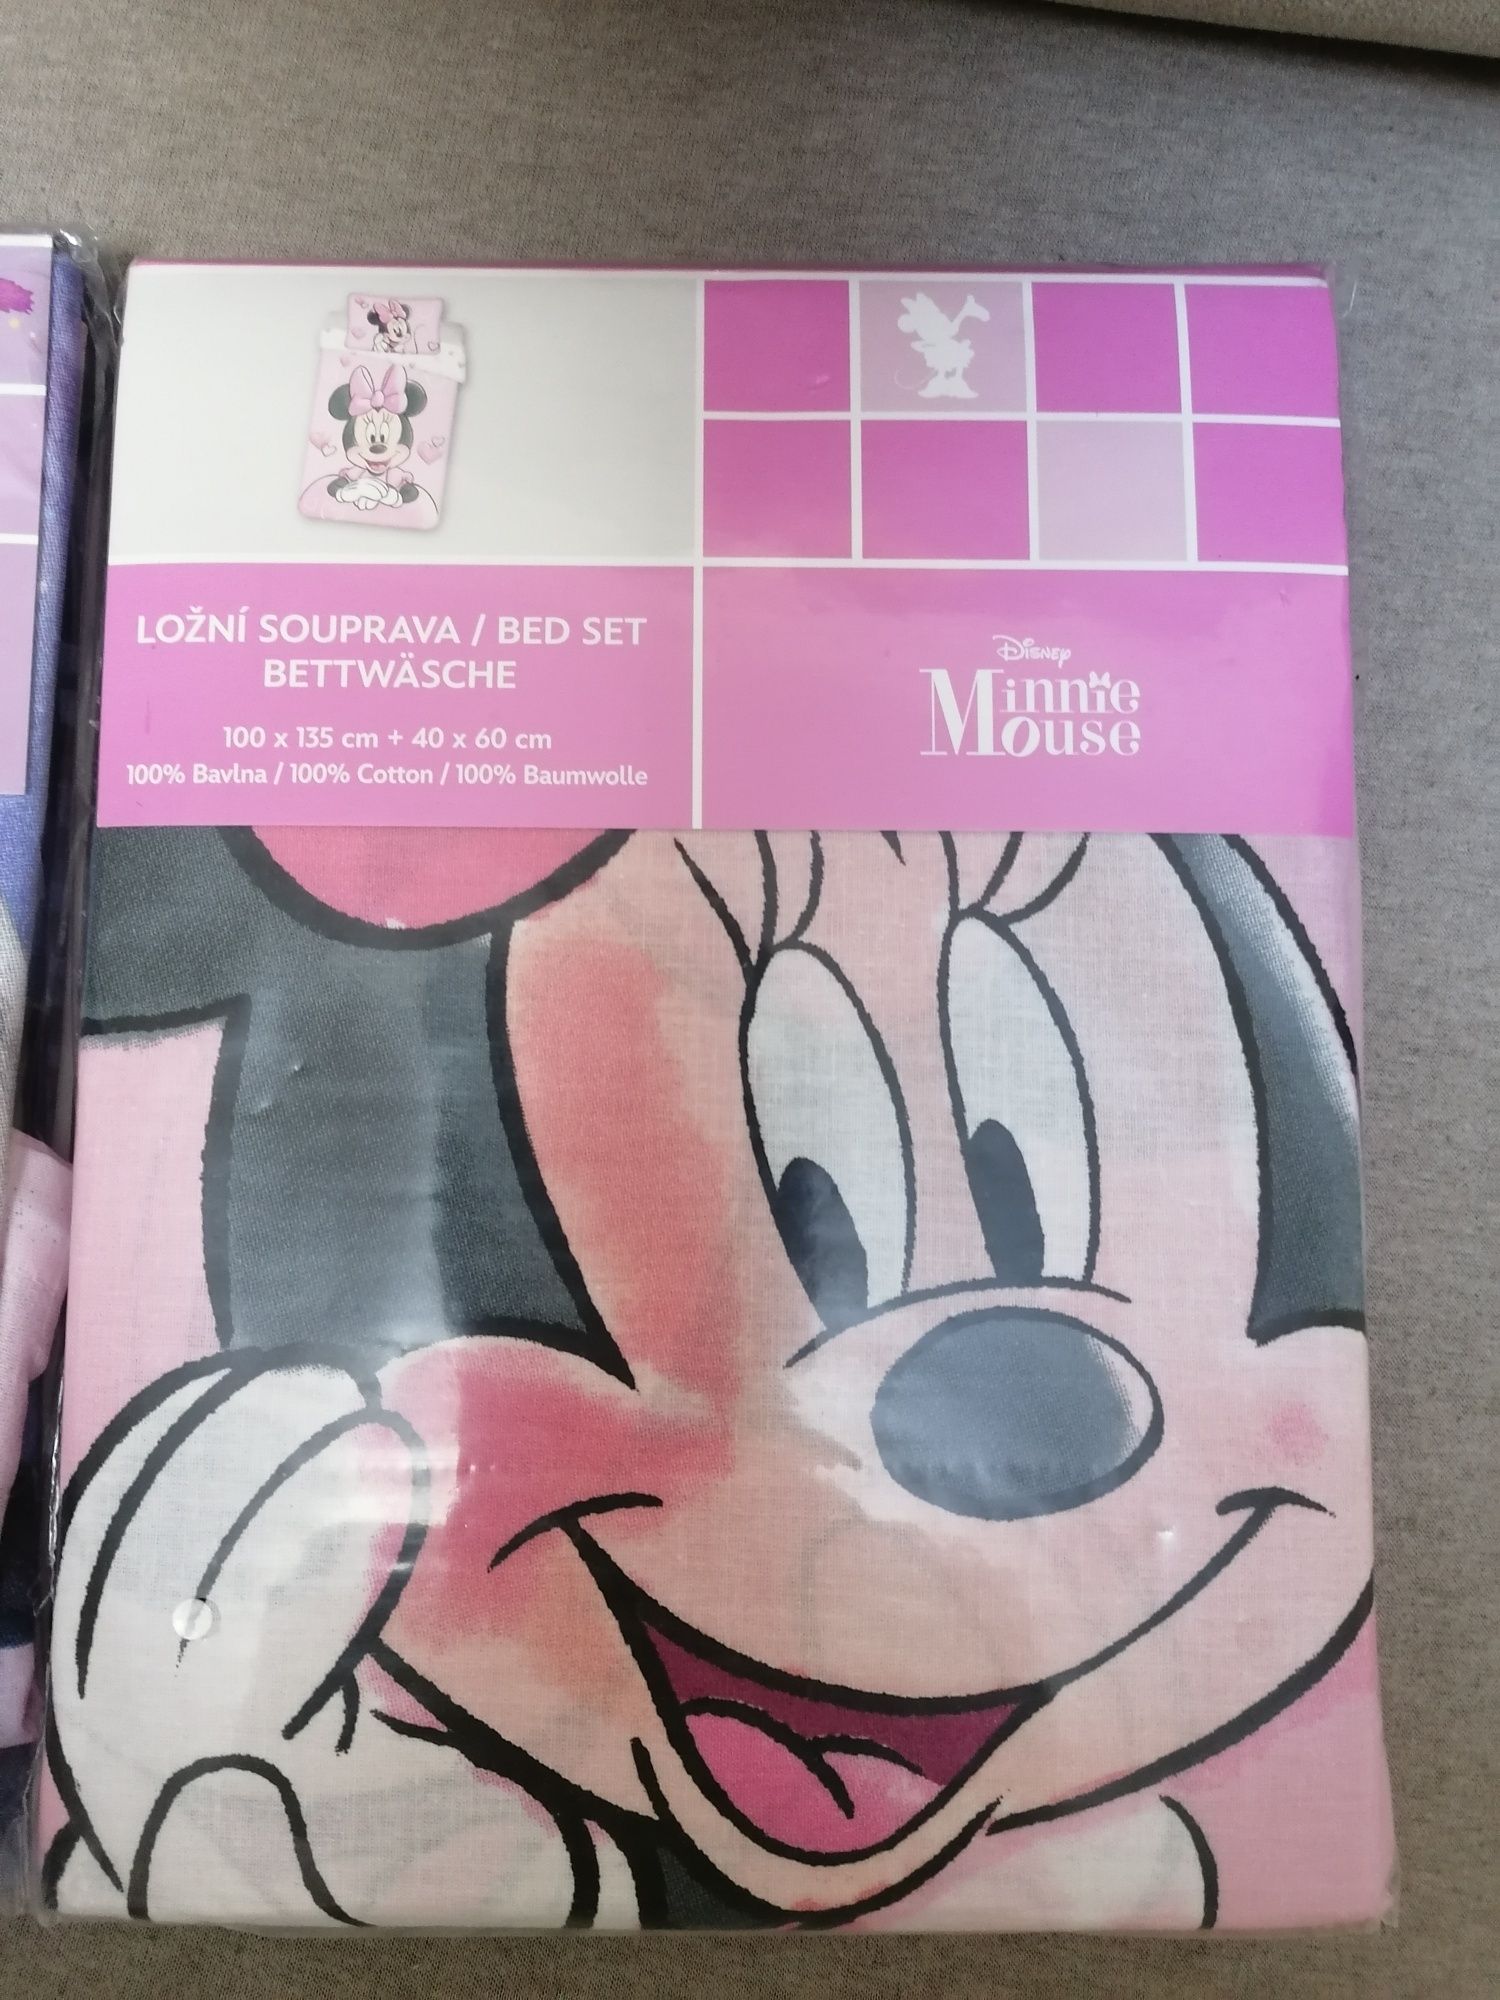 LOŽNÍ SOUPRAVA / BED SET
BETTWÄSCHE
100 x 135 cm + 40 x 60 cm
100% Bavlna / 100% Cotton / 100% Baumwolle
Disney
Minnie
Mouse